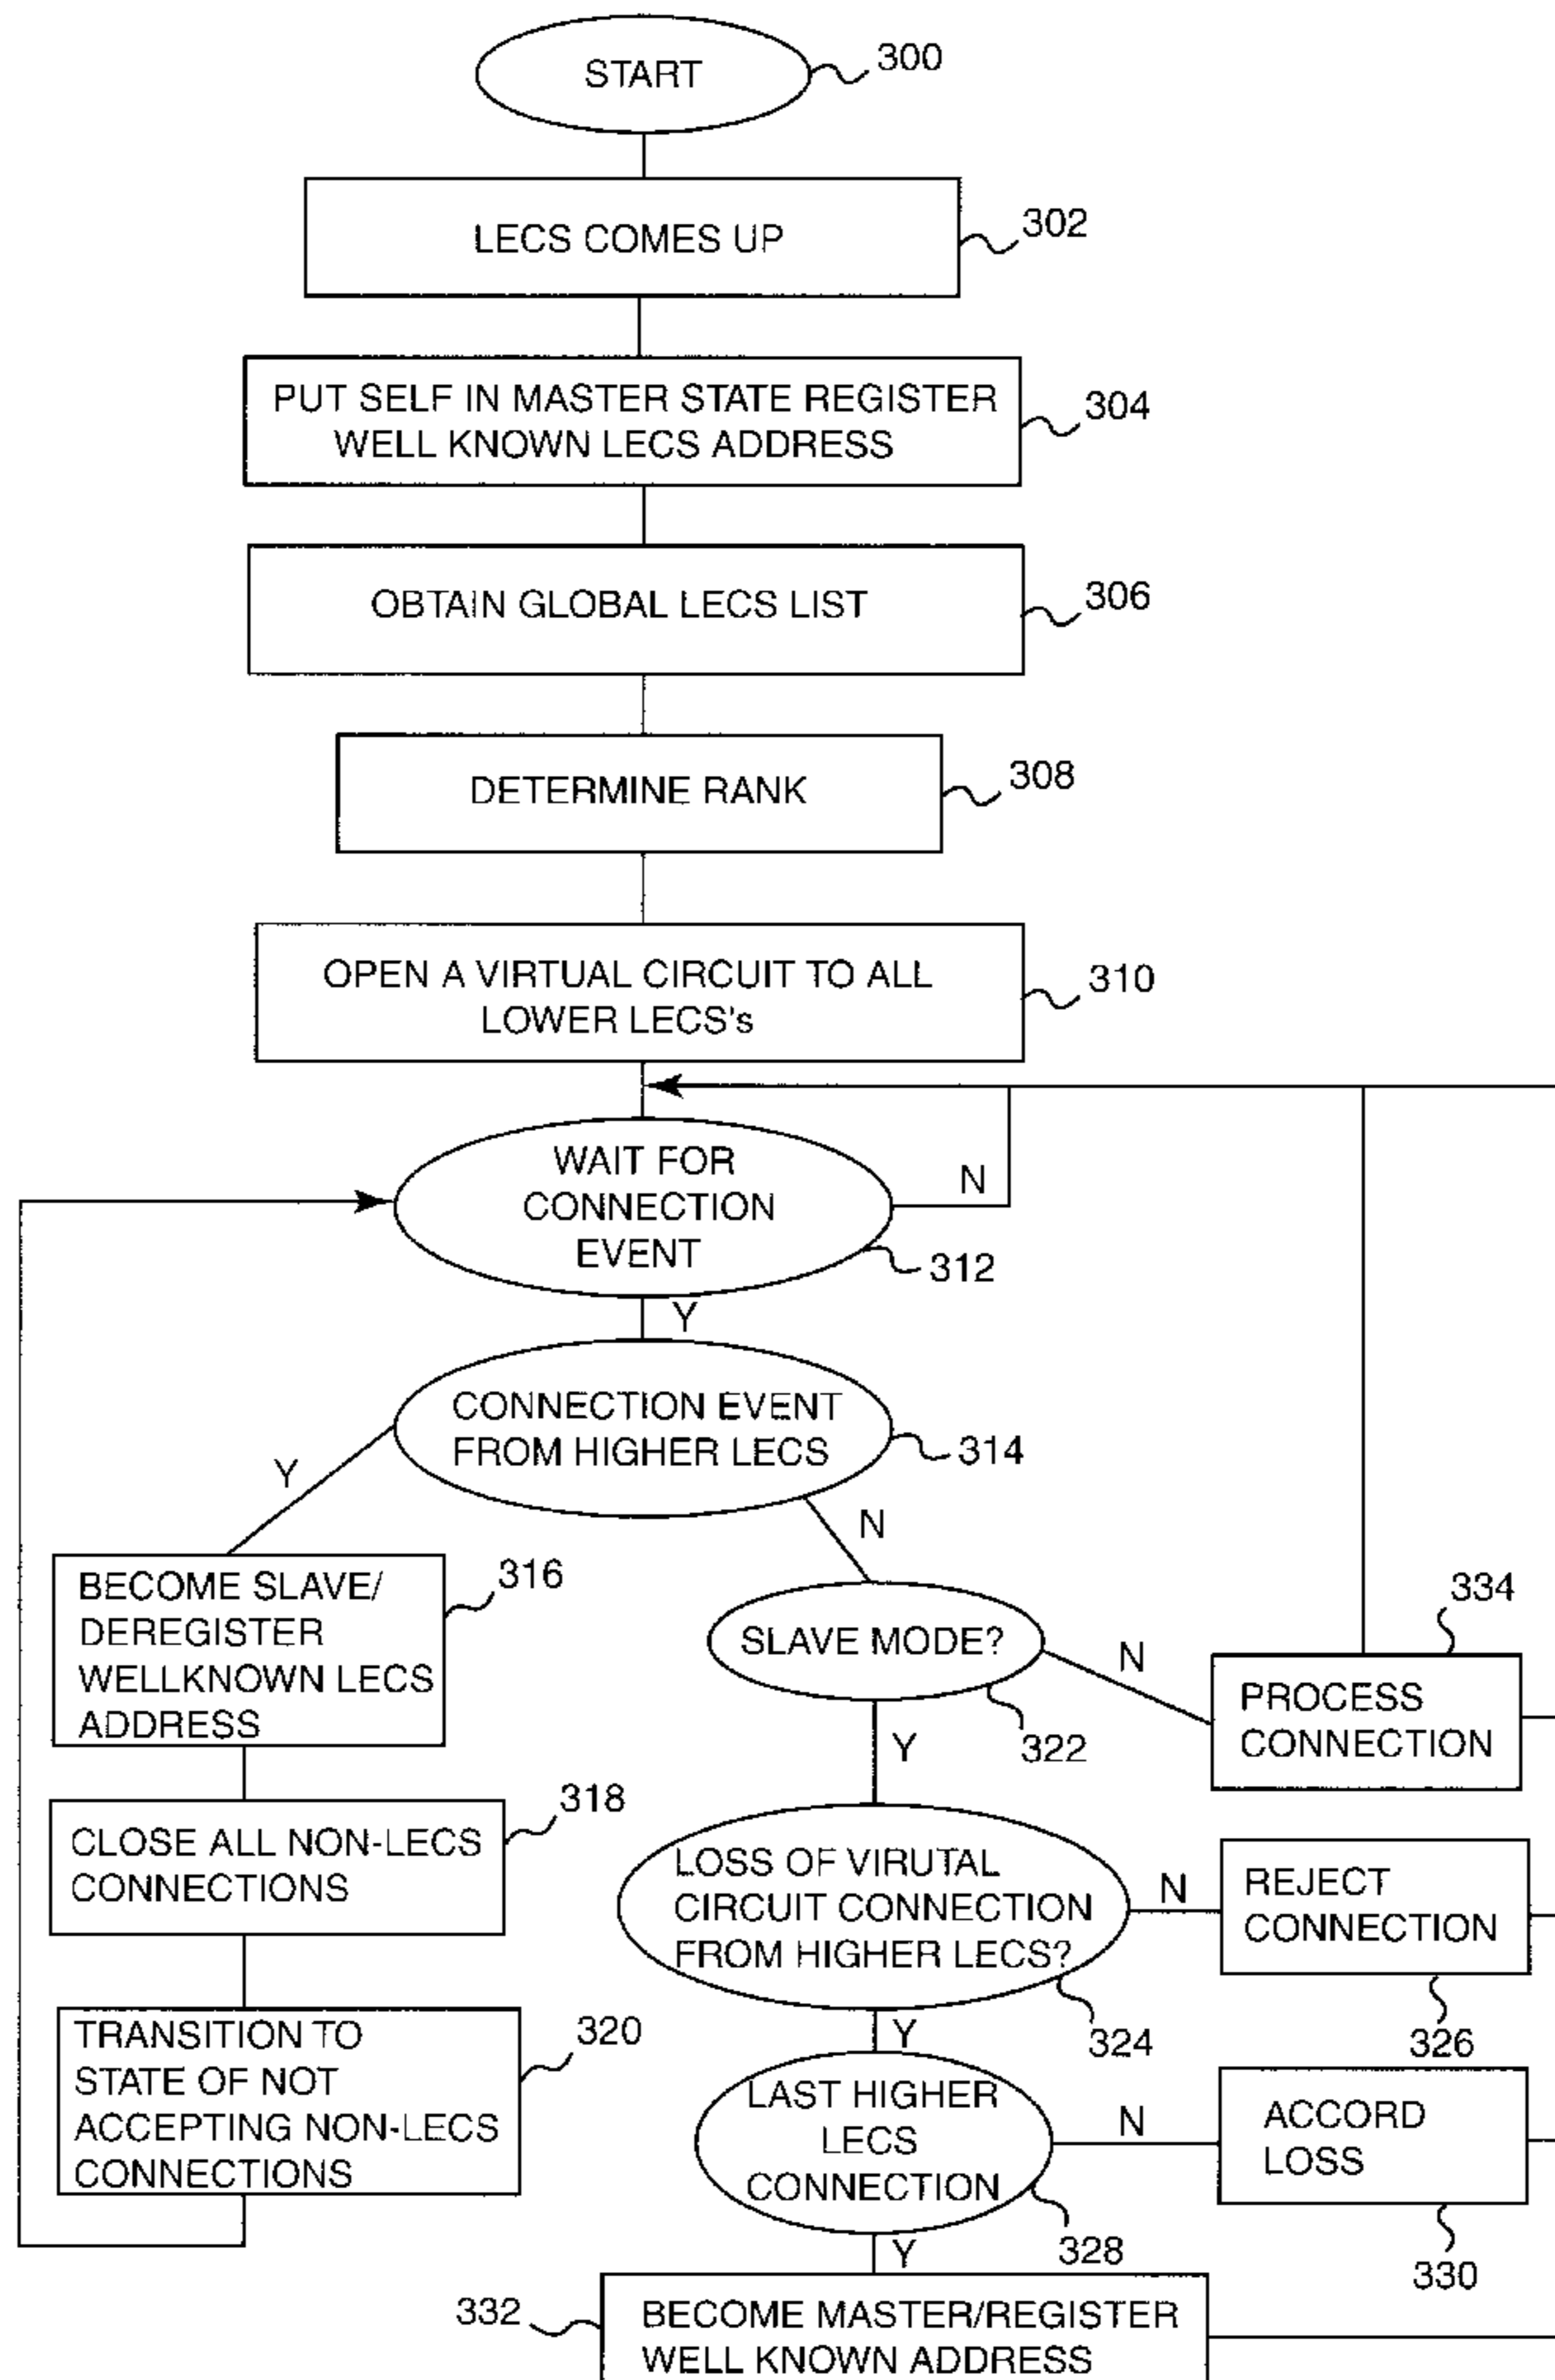 START
300
LECS COMES UP
302
PUT SELF IN MASTER STATE REGISTER
WELL KNOWN LECS ADDRESS
304
OBTAIN GLOBAL LECS LIST
306
DETERMINE RANK
308
OPEN A VIRTUAL CIRCUIT TO ALL
LOWER LECS's
310
WAIT FOR
CONNECTION
EVENT
N
312
Y
CONNECTION EVENT
FROM HIGHER LECS
314
Y
N
BECOME SLAVE/
DEREGISTER
WELLKNOWN LECS
ADDRESS
316
SLAVE MODE?
322
N
334
PROCESS
CONNECTION
Y
CLOSE ALL NON-LECS
CONNECTIONS
318
LOSS OF VIRUTAL
CIRCUIT CONNECTION
FROM HIGHER LECS?
324
N
REJECT
CONNECTION
326
Y
TRANSITION TO
STATE OF NOT
ACCEPTING NON-LECS
CONNECTIONS
320
LAST HIGHER
LECS
CONNECTION
328
N
ACCORD
LOSS
330
Y
332
BECOME MASTER/REGISTER
WELL KNOWN ADDRESS